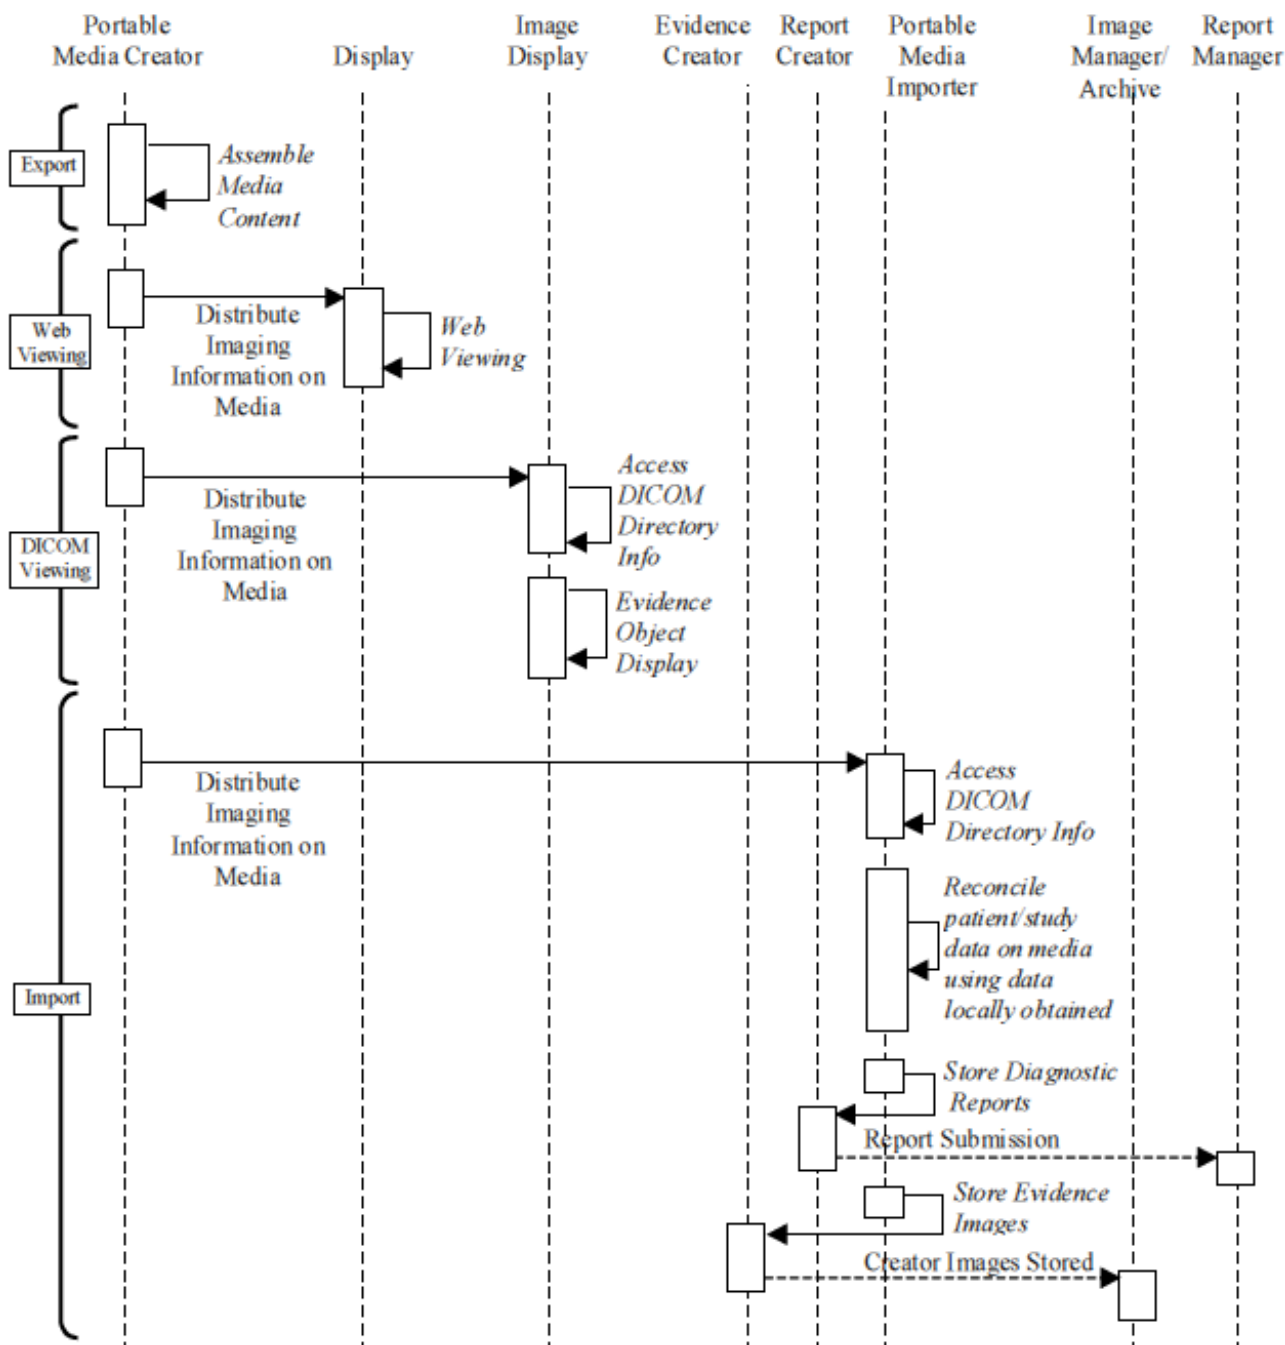 Portable
Media Creator
Display
Image
Display
Evidence
Creator
Report
Creator
Portable
Media
Importer
Image
Manager/
Archive
Report
Manager
Export
Assemble
Media
Content
Web
Viewing
Distribute
Imaging
Information on
Media
Web
Viewing
DICOM
Viewing
Distribute
Imaging
Information on
Media
Access
DICOM
Directory
Info
Evidence
Object
Display
Import
Distribute
Imaging
Information on
Media
Access
DICOM
Directory Info
Reconcile
patient/study
data on media
using data
locally obtained
Store Diagnostic
Reports
Report Submission
Store Evidence
Images
Creator Images Stored